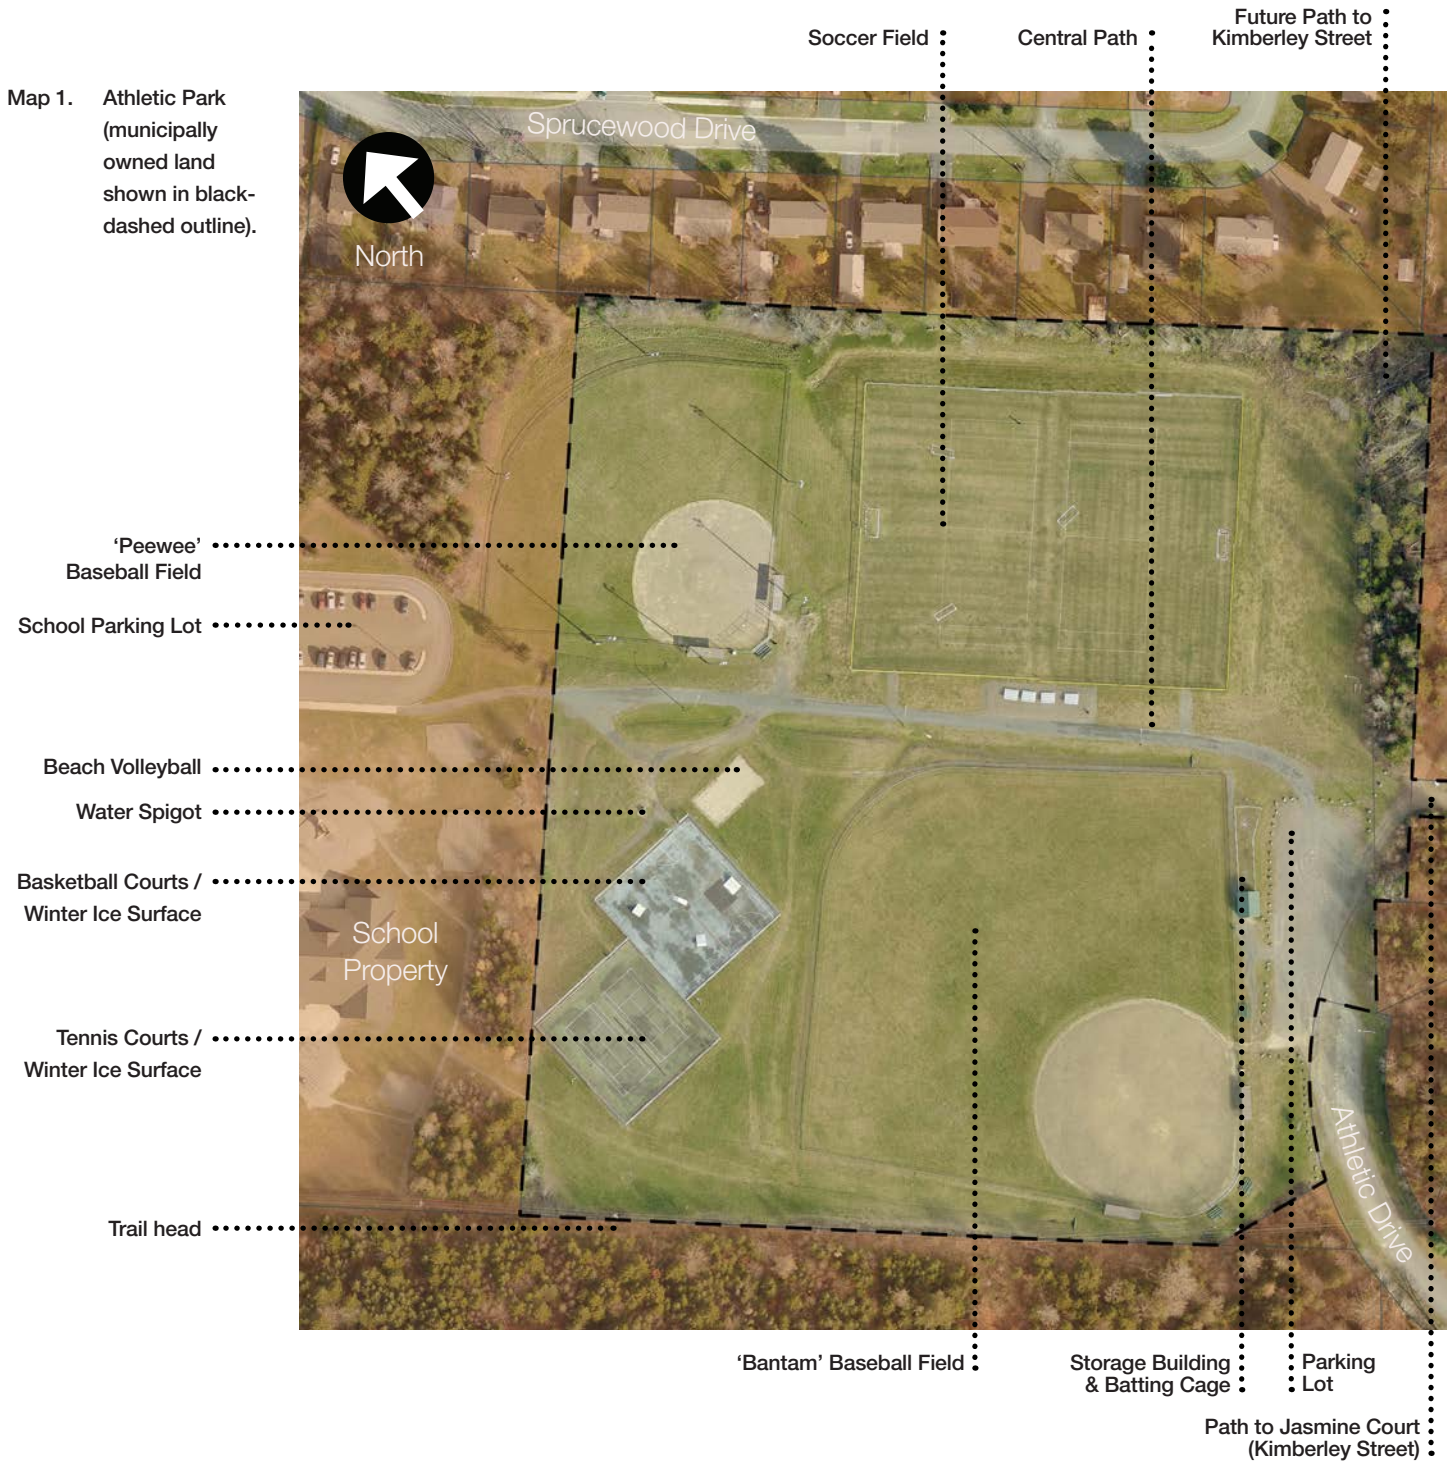 Future Path to
Kimberley Street
Soccer Field
Central Path
Map 1. Athletic Park
(municipally
owned land
shown in black-
dashed outline).
Sprucewood Drive
North
‘Peewee’
Baseball Field
School Parking Lot
Beach Volleyball
Water Spigot
Basketball Courts /
Winter Ice Surface
School
Property
Tennis Courts /
Winter Ice Surface
Athletic Drive
Trail head
‘Bantam’ Baseball Field
Storage Building
& Batting Cage
Parking
Lot
Path to Jasmine Court
(Kimberley Street)